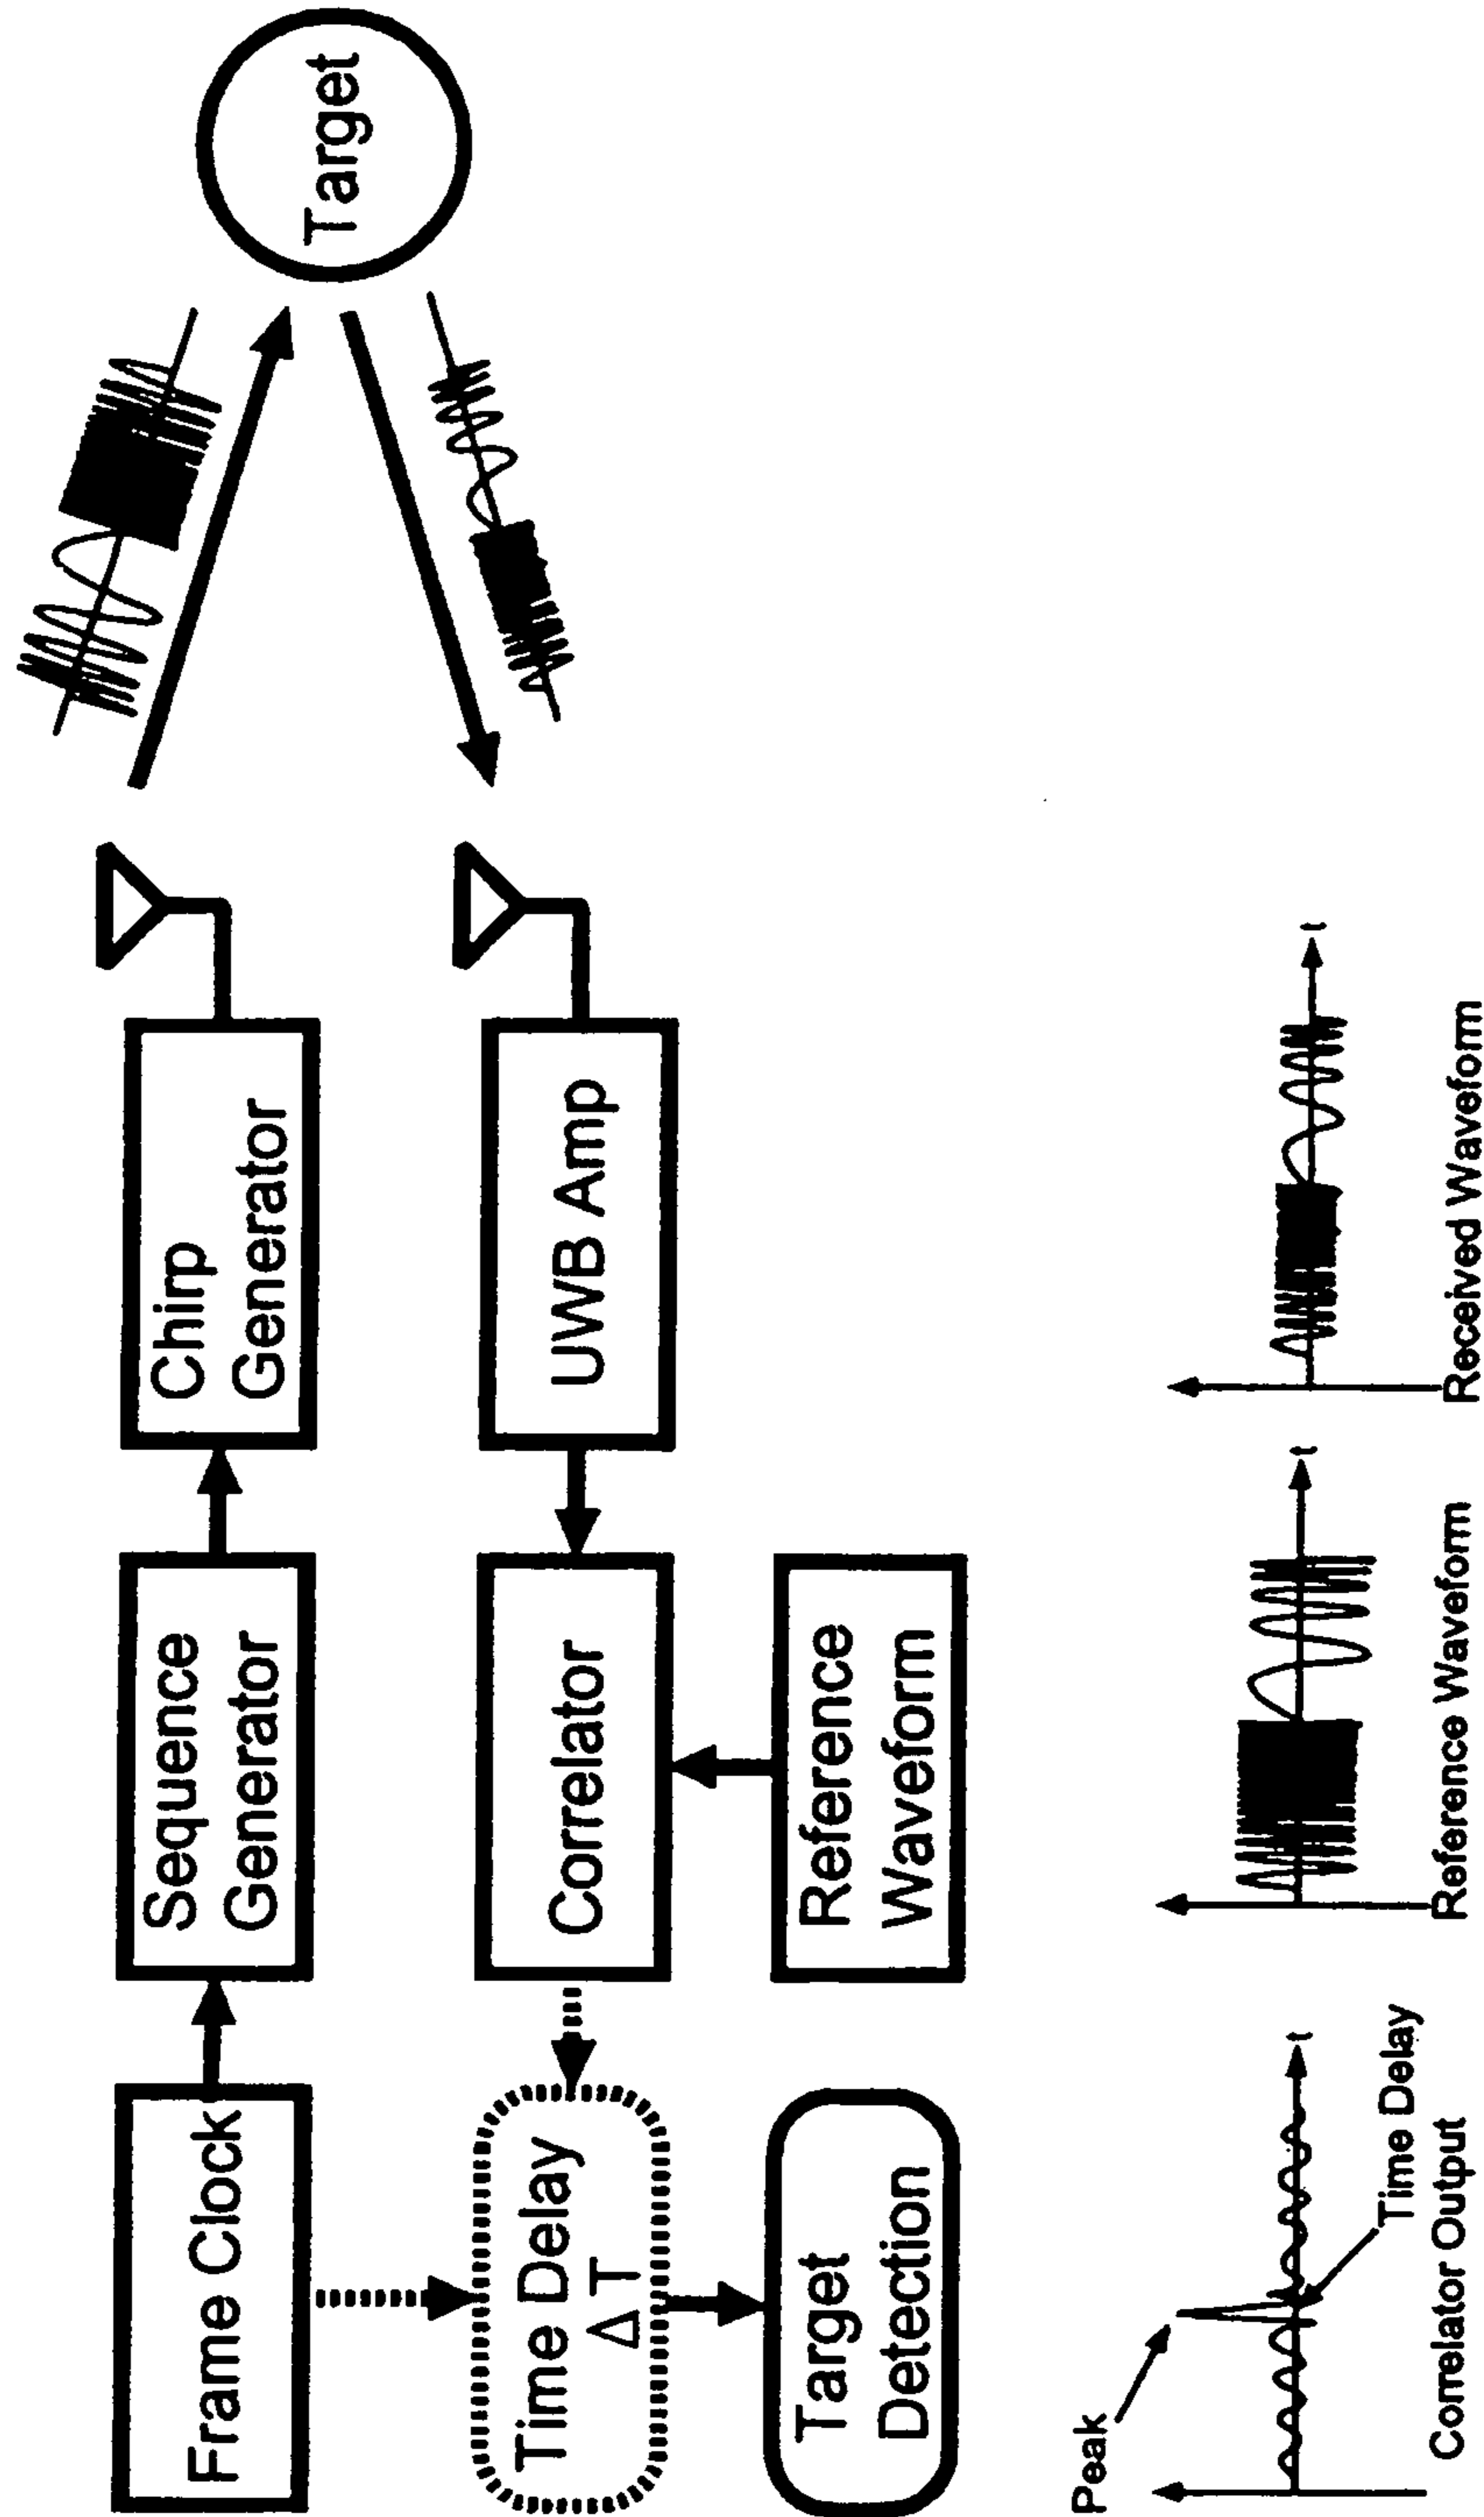 Frame Clock
Sequence
Generator
Chirp
Generator
Target
Time Delay
Δ T
Correlator
UWB Amp
Target
Detection
Reference
Waveform
Peak
t
Time Delay
Correlator Output
t
Reference Waveform
t
Received Waveform